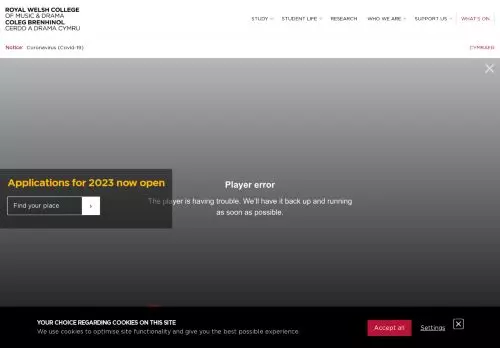 ROYAL WELSH COLLEGE
OF MUSIC & DRAMA
COLEG BRENHINOL
CERDD A DRAMA CYMRU
STUDY STUDENT LIFE RESEARCH WHO WE ARE SUPPORT US WHAT'S ON
Notice: Coronavirus (Covid-19) CYMRAEG
Applications for 2023 now open
Find your place
Player error
The player is having trouble. We'll have it back up and running
as soon as possible.
YOUR CHOICE REGARDING COOKIES ON THIS SITE
We use cookies to optimise site functionality and give you the best possible experience.
Accept all Settings